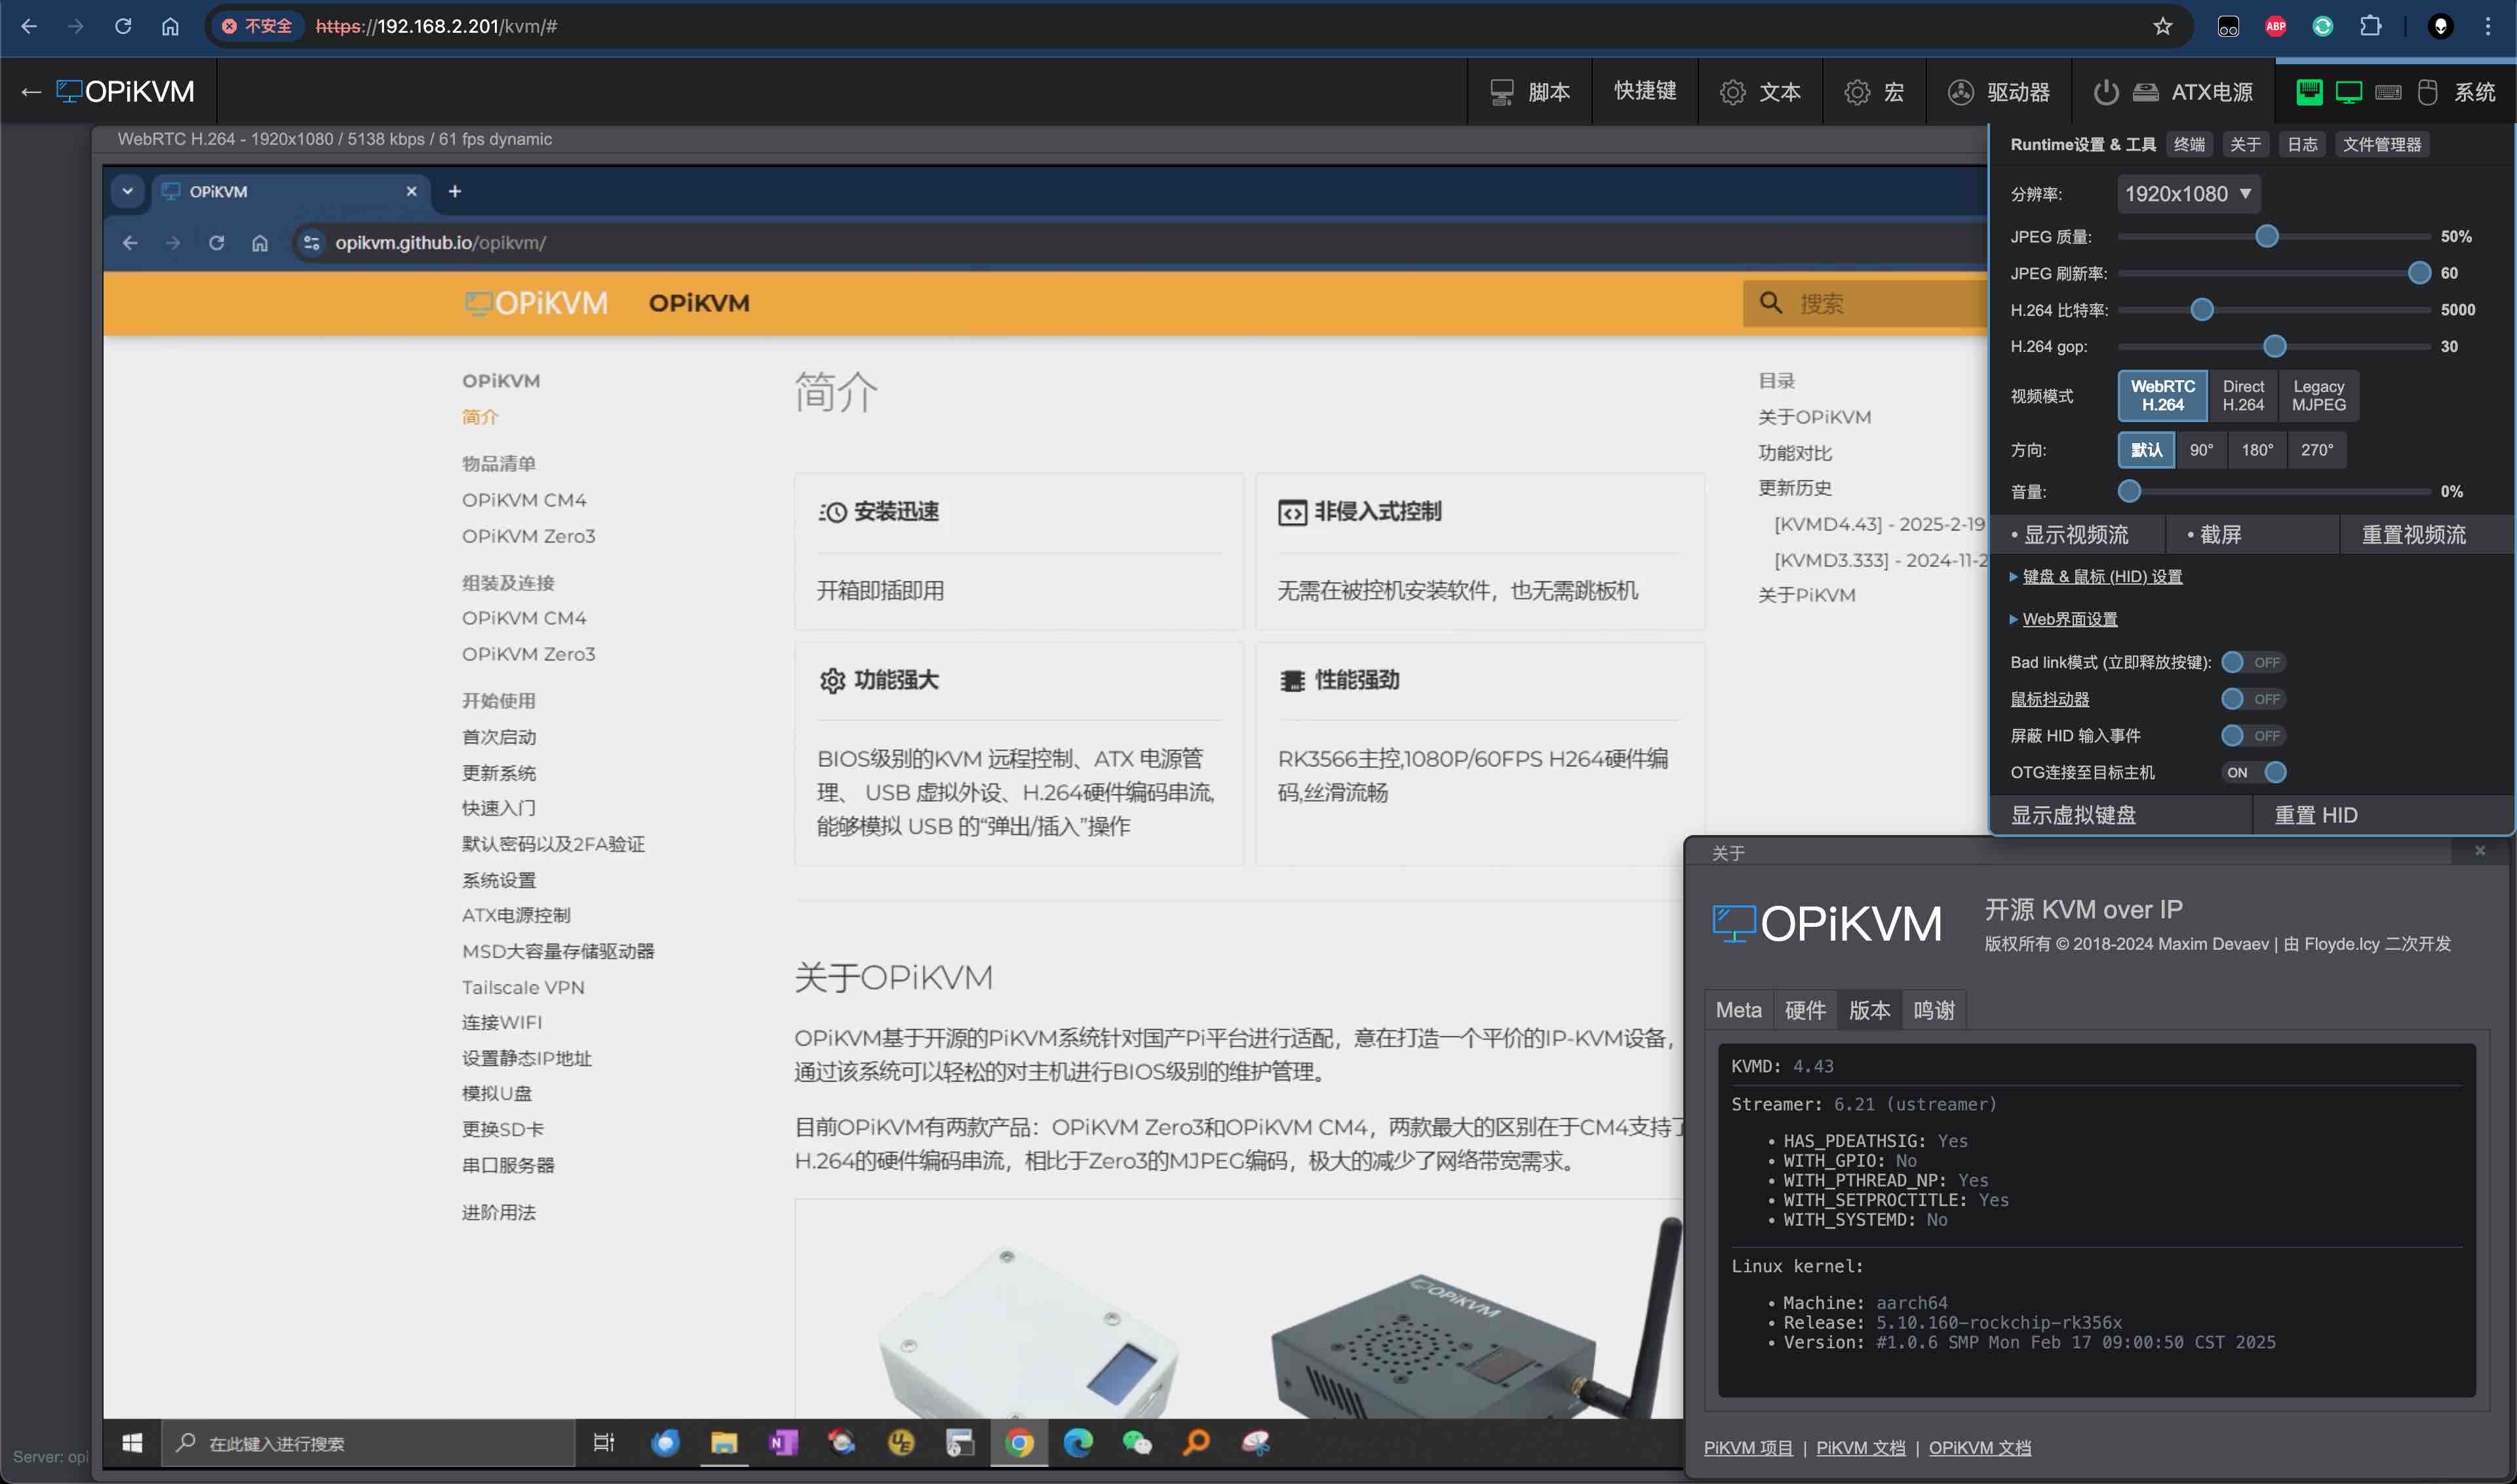 不安全 https://192.168.2.201/kvm/#
ABP
← OPiKVM
脚本
快捷键
文本
宏
驱动器
ATX电源
系统
WebRTC H.264 - 1920x1080 / 5138 kbps / 61 fps dynamic
OPiKVM
opikvm.github.io/opikvm/
OPiKVM
OPiKVM
搜索
OPiKVM
简介
物品清单
OPiKVM CM4
OPiKVM Zero3
组装及连接
OPiKVM CM4
OPiKVM Zero3
开始使用
首次启动
更新系统
快速入门
默认密码以及2FA验证
系统设置
ATX电源控制
MSD大容量存储驱动器
Tailscale VPN
连接WIFI
设置静态IP地址
模拟U盘
更换SD卡
串口服务器
进阶用法
简介
安装迅速
开箱即插即用
非侵入式控制
无需在被控机安装软件，也无需跳板机
功能强大
BIOS级别的KVM 远程控制、ATX 电源管
理、 USB 虚拟外设、H.264硬件编码串流,
能够模拟 USB 的“弹出/插入”操作
性能强劲
RK3566主控,1080P/60FPS H264硬件编
码,丝滑流畅
关于OPiKVM
OPiKVM基于开源的PiKVM系统针对国产Pi平台进行适配，意在打造一个平价的IP-KVM设备，
通过该系统可以轻松的对主机进行BIOS级别的维护管理。
目前OPiKVM有两款产品：OPiKVM Zero3和OPiKVM CM4，两款最大的区别在于CM4支持了
H.264的硬件编码串流，相比于Zero3的MJPEG编码，极大的减少了网络带宽需求。
OPiKVM
目录
关于OPiKVM
功能对比
更新历史
[KVMD4.43] - 2025-2-19
[KVMD3.333] - 2024-11-2
关于PiKVM
在此键入进行搜索
Server: opi
Runtime设置 & 工具 终端 关于 日志 文件管理器
分辨率: 1920x1080 ▼
JPEG 质量: 50%
JPEG 刷新率: 60
H.264 比特率: 5000
H.264 gop: 30
视频模式 WebRTC H.264 Direct H.264 Legacy MJPEG
方向: 默认 90° 180° 270°
音量: 0%
• 显示视频流 • 截屏 重置视频流
键盘 & 鼠标 (HID) 设置
Web界面设置
Bad link模式 (立即释放按键): OFF
鼠标抖动器 OFF
屏蔽 HID 输入事件 OFF
OTG连接至目标主机 ON
显示虚拟键盘 重置 HID
关于 ×
OPiKVM
开源 KVM over IP
版权所有 © 2018-2024 Maxim Devaev | 由 Floyde.lcy 二次开发
Meta 硬件 版本 鸣谢
KVMD: 4.43
Streamer: 6.21 (ustreamer)
• HAS_PDEATHSIG: Yes
• WITH_GPIO: No
• WITH_PTHREAD_NP: Yes
• WITH_SETPROCTITLE: Yes
• WITH_SYSTEMD: No
Linux kernel:
• Machine: aarch64
• Release: 5.10.160-rockchip-rk356x
• Version: #1.0.6 SMP Mon Feb 17 09:00:50 CST 2025
PiKVM 项目 | PiKVM 文档 | OPiKVM 文档